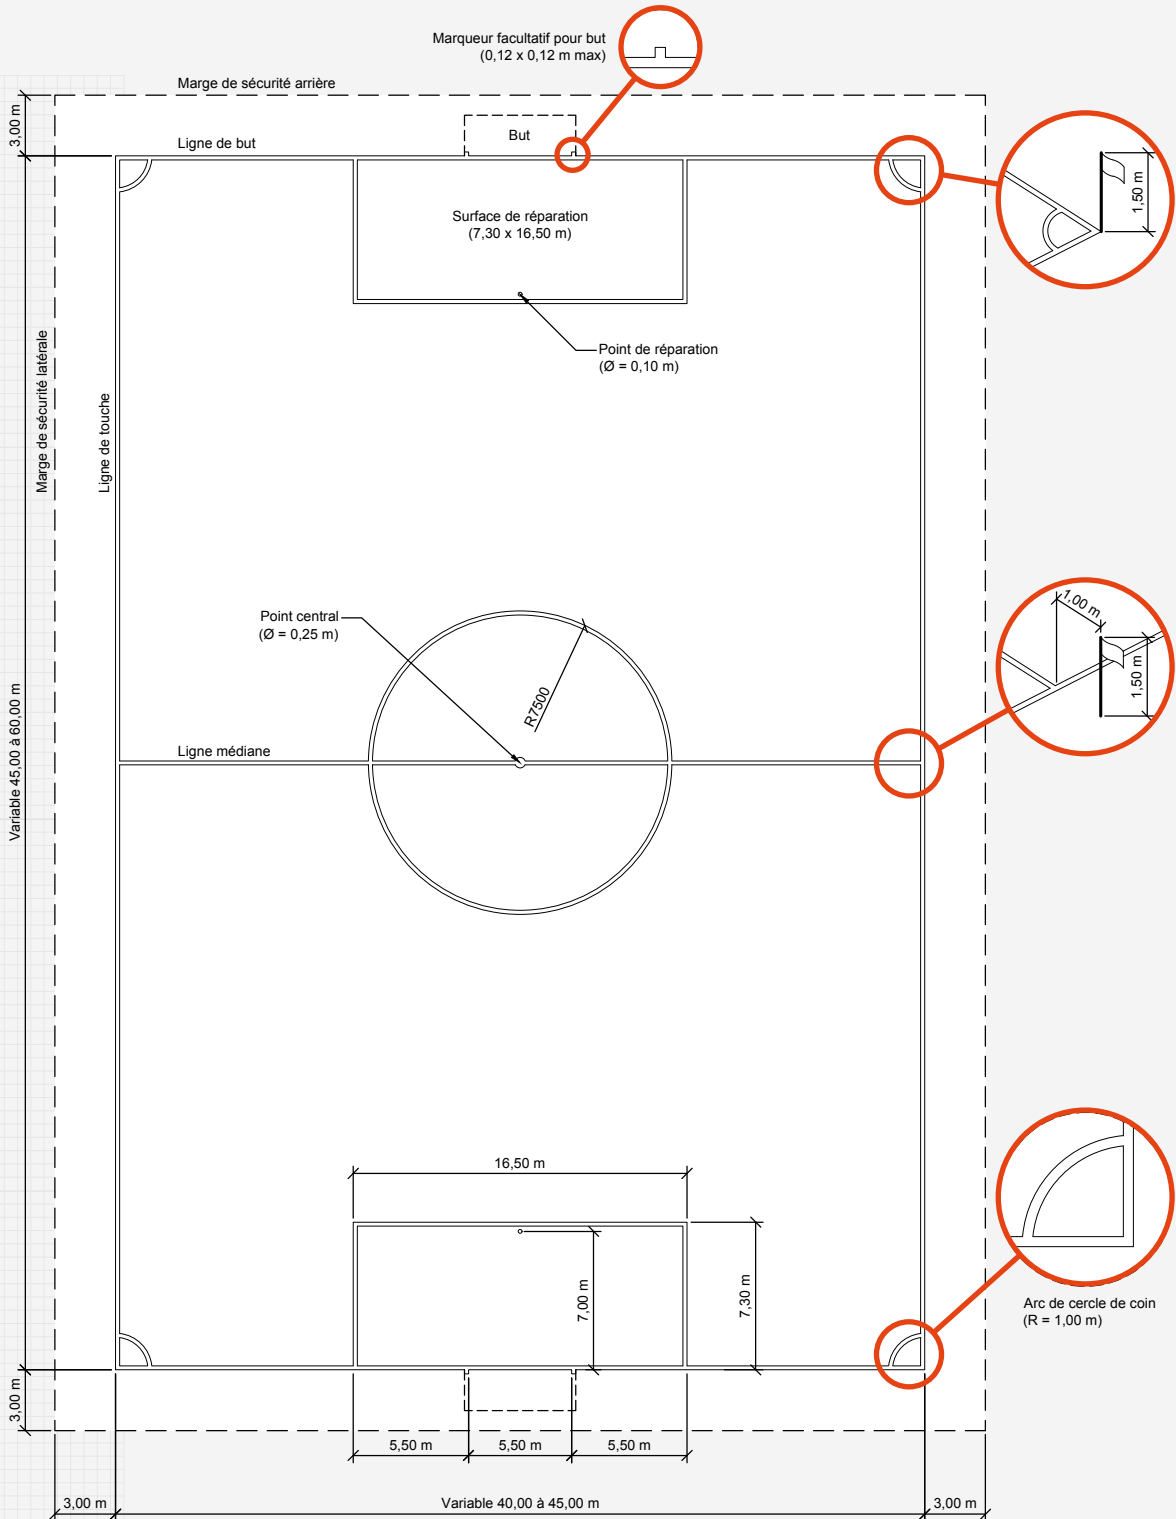 Marqueur facultatif pour but
(0,12 x 0,12 m max)
Marge de sécurité arrière
3,00 m
Ligne de but
But
1,50 m
Surface de réparation
(7,30 x 16,50 m)
Point de réparation
(Ø = 0,10 m)
Marge de sécurité latérale
Ligne de touche
Point central
(Ø = 0,25 m)
R7500
1,00 m
1,50 m
Variable 45,00 à 60,00 m
Ligne médiane
16,50 m
7,00 m
7,30 m
Arc de cercle de coin
(R = 1,00 m)
3,00 m
5,50 m
5,50 m
5,50 m
3,00 m
Variable 40,00 à 45,00 m
3,00 m